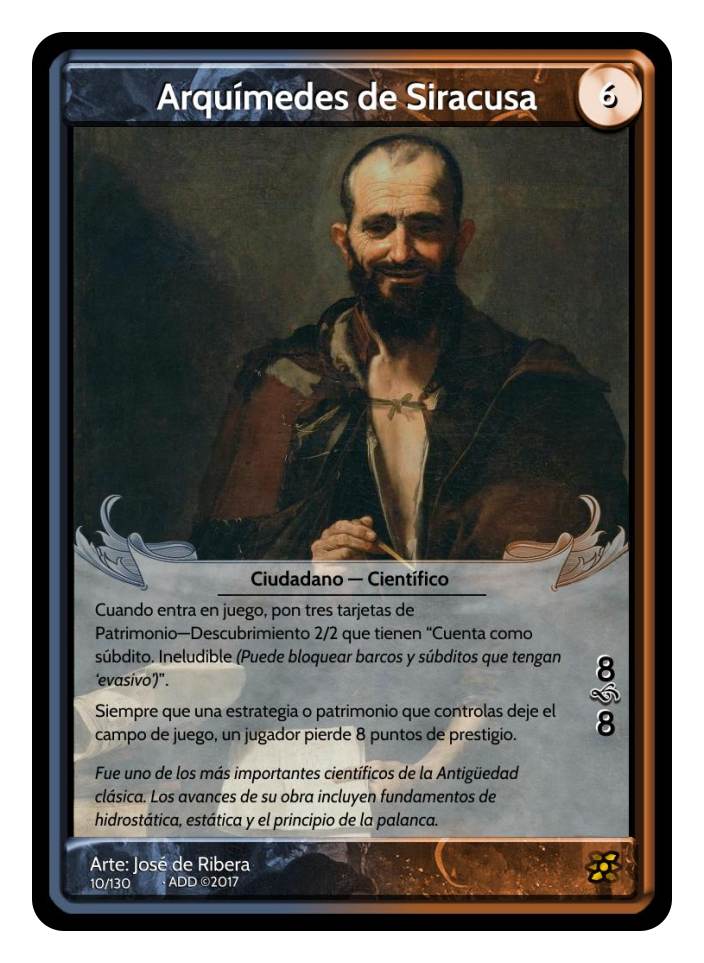 Arquímedes de Siracusa
6
Ciudadano — Científico
Cuando entra en juego, pon tres tarjetas de
Patrimonio—Descubrimiento 2/2 que tienen “Cuenta como
súbdito. Ineludible (Puede bloquear barcos y súbditos que tengan
‘evasivo’)”.
Siempre que una estrategia o patrimonio que controlas deje el
campo de juego, un jugador pierde 8 puntos de prestigio.
8
8
Fue uno de los más importantes científicos de la Antigüedad
clásica. Los avances de su obra incluyen fundamentos de
hidrostática, estática y el principio de la palanca.
Arte: José de Ribera
10/130 · ADD ©2017